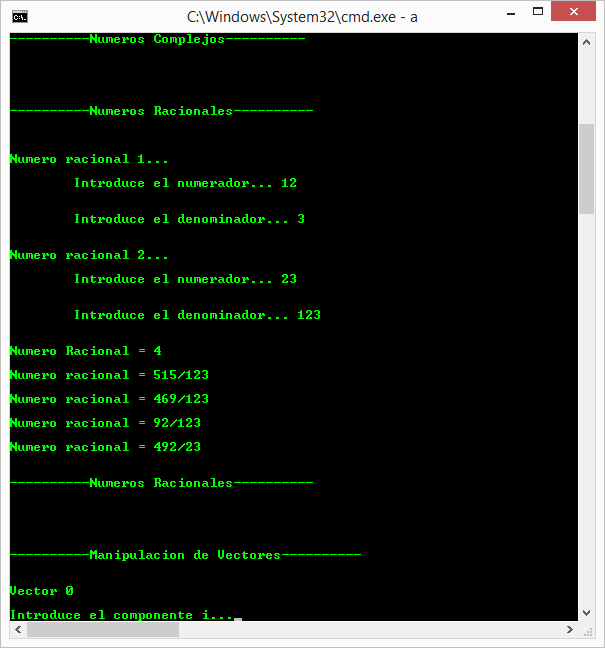 C:\Windows\System32\cmd.exe - a
C:\.
----------Numeros Complejos----------
----------Numeros Racionales----------
Numero racional 1...
Introduce el numerador... 12
Introduce el denominador... 3
Numero racional 2...
Introduce el numerador... 23
Introduce el denominador... 123
Numero Racional = 4
Numero racional = 515/123
Numero racional = 469/123
Numero racional = 92/123
Numero racional = 492/23
----------Numeros Racionales----------
----------Manipulacion de Vectores----------
Vector 0
Introduce el componente i...